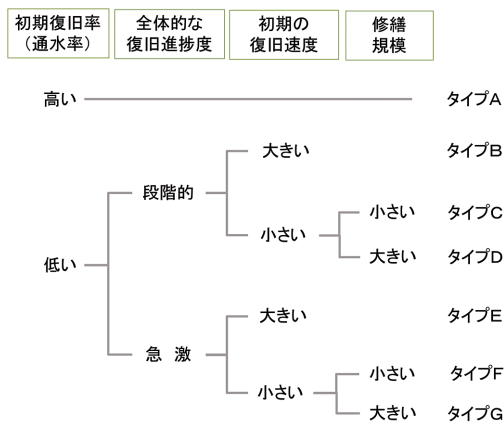 初期復旧率
（通水率）
全体的な
復旧進捗度
初期の
復旧速度
修繕
規模
高い
タイプA
大きい
タイプB
段階的
小さい
タイプC
小さい
大きい
タイプD
低い
大きい
タイプE
急 激
小さい
タイプF
小さい
大きい
タイプG